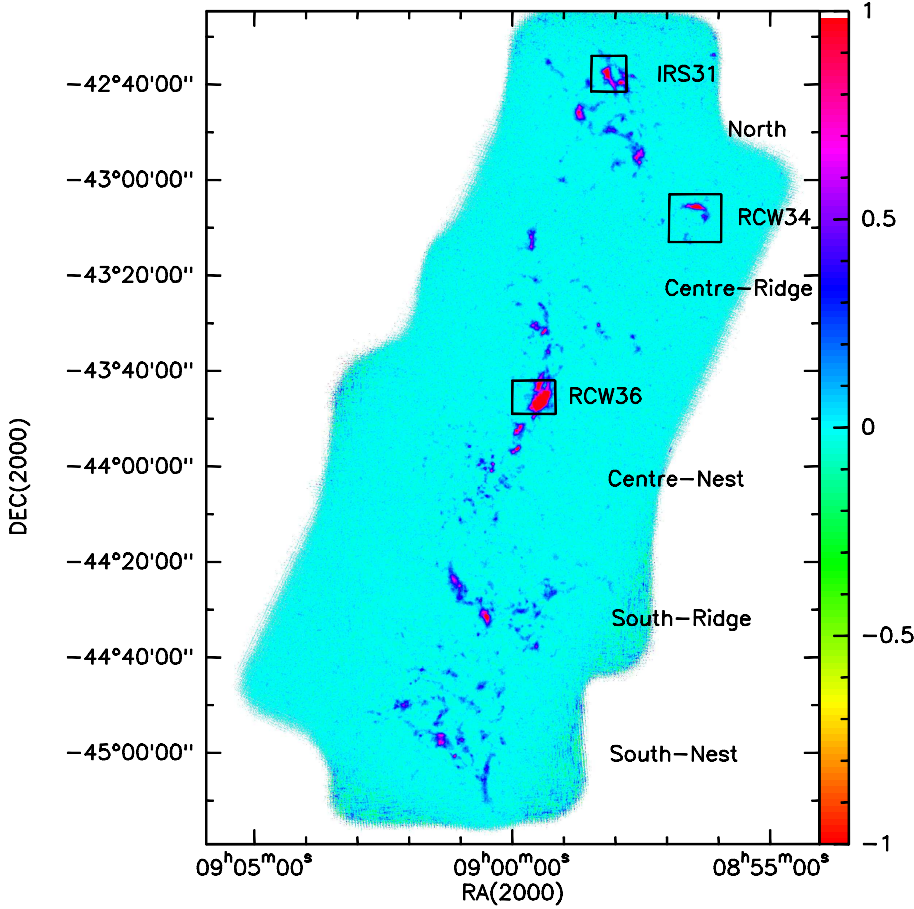 1
−42°40'00"
IRS31
North
−43°00'00"
RCW34
0.5
−43°20'00"
Centre−Ridge
−43°40'00"
RCW36
0
DEC(2000)
−44°00'00"
Centre−Nest
−44°20'00"
South−Ridge
−0.5
−44°40'00"
−45°00'00"
South−Nest
−1
09h05m00s 09h00m00s 08h55m00s
RA(2000)